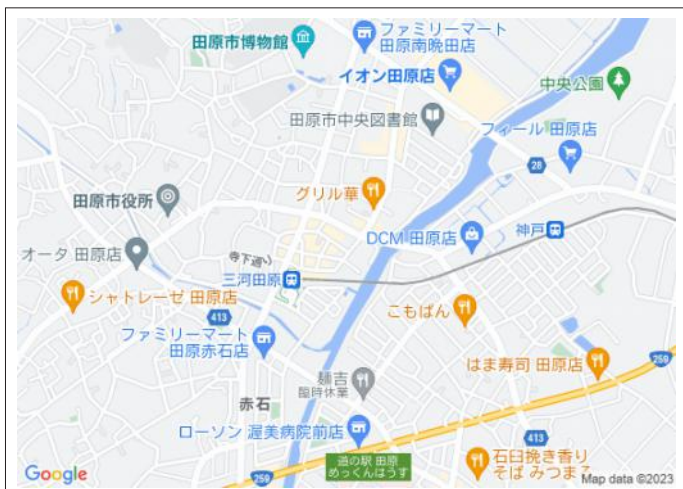 ファミリーマート
田原南晩田店
田原市博物館
イオン田原店
中央公園
田原市中央図書館
フィール 田原店
28
グリル華
田原市役所
DCM 田原店
神戸
オータ 田原店
寺下通り
三河田原
シャトレーゼ 田原店
413
こもぱん
ファミリーマート
田原赤石店
はま寿司 田原店
259
麺吉
臨時休業
赤石
ローソン 渥美病院前店
413
道の駅 田原
めっくんはうす
石臼挽き香り
そば みつまる
259
Google
Map data ©2023